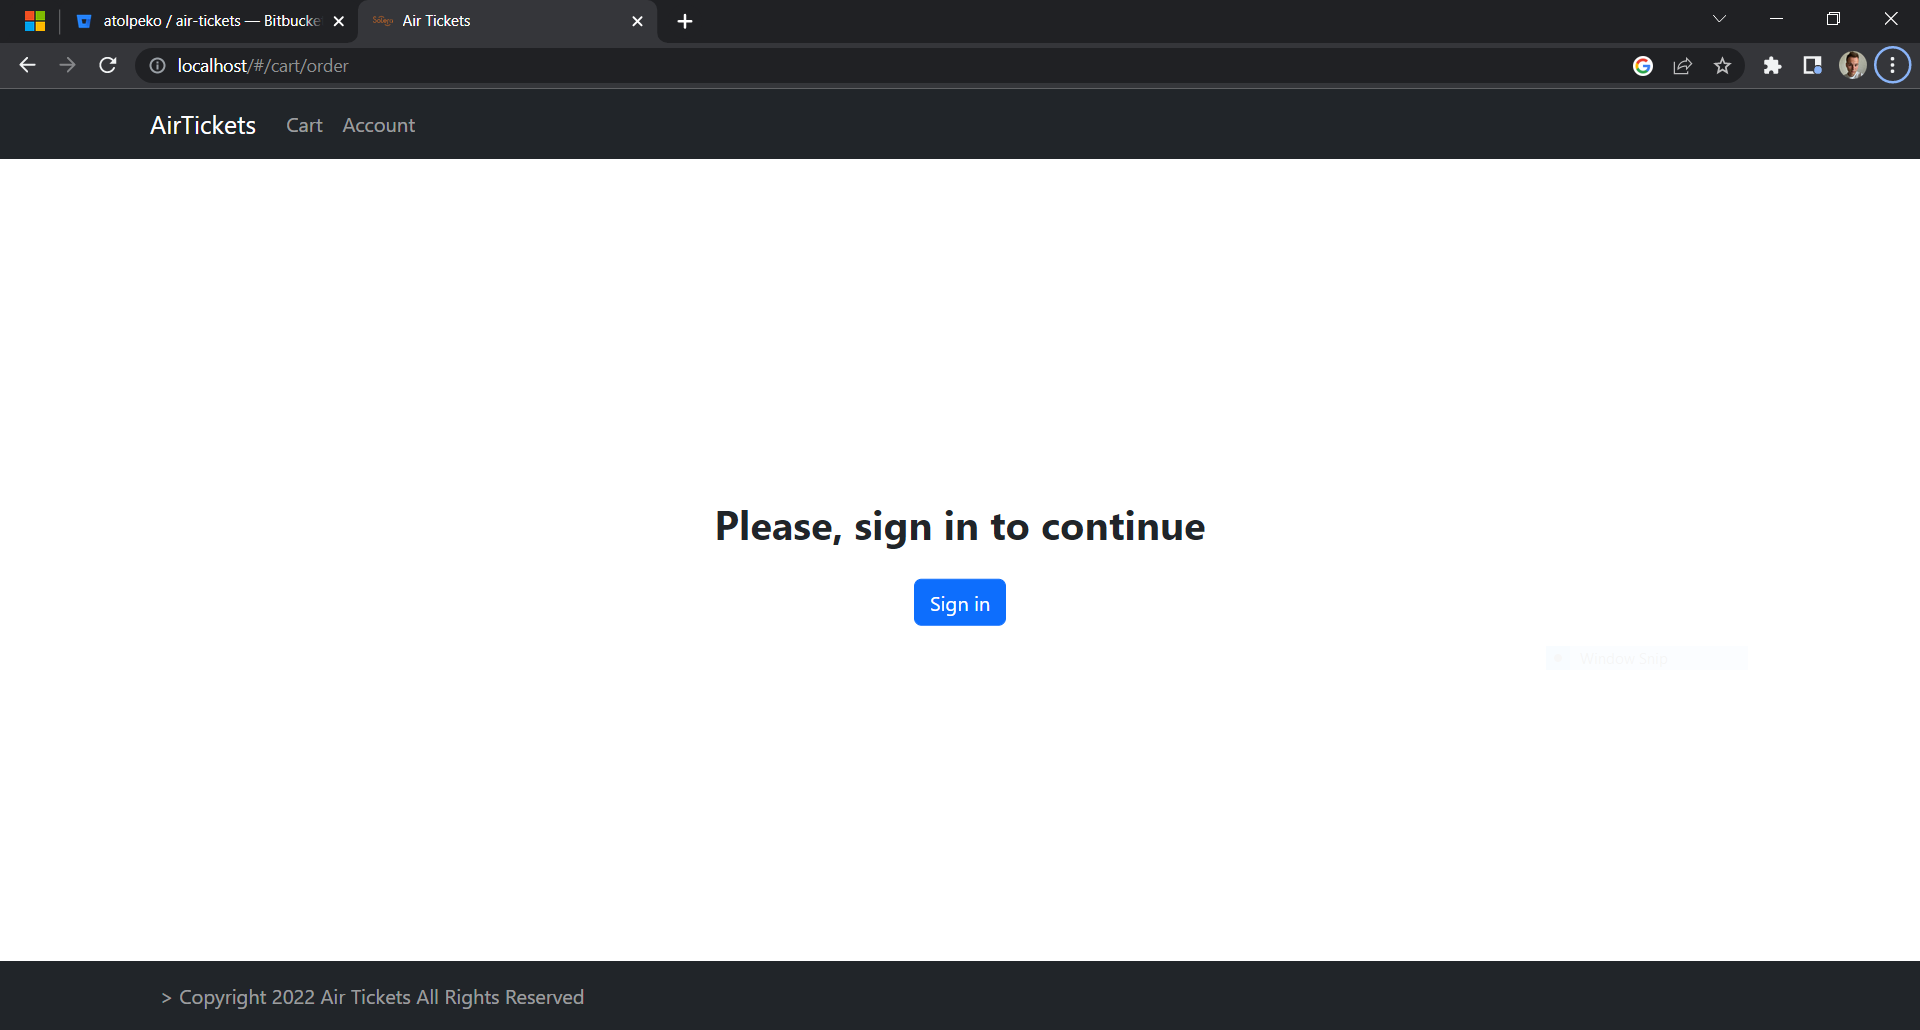 atolpeko / air-tickets — Bitbucke
Air Tickets
localhost/#/cart/order
AirTickets
Cart
Account
Please, sign in to continue
Sign in
Window Snip
> Copyright 2022 Air Tickets All Rights Reserved